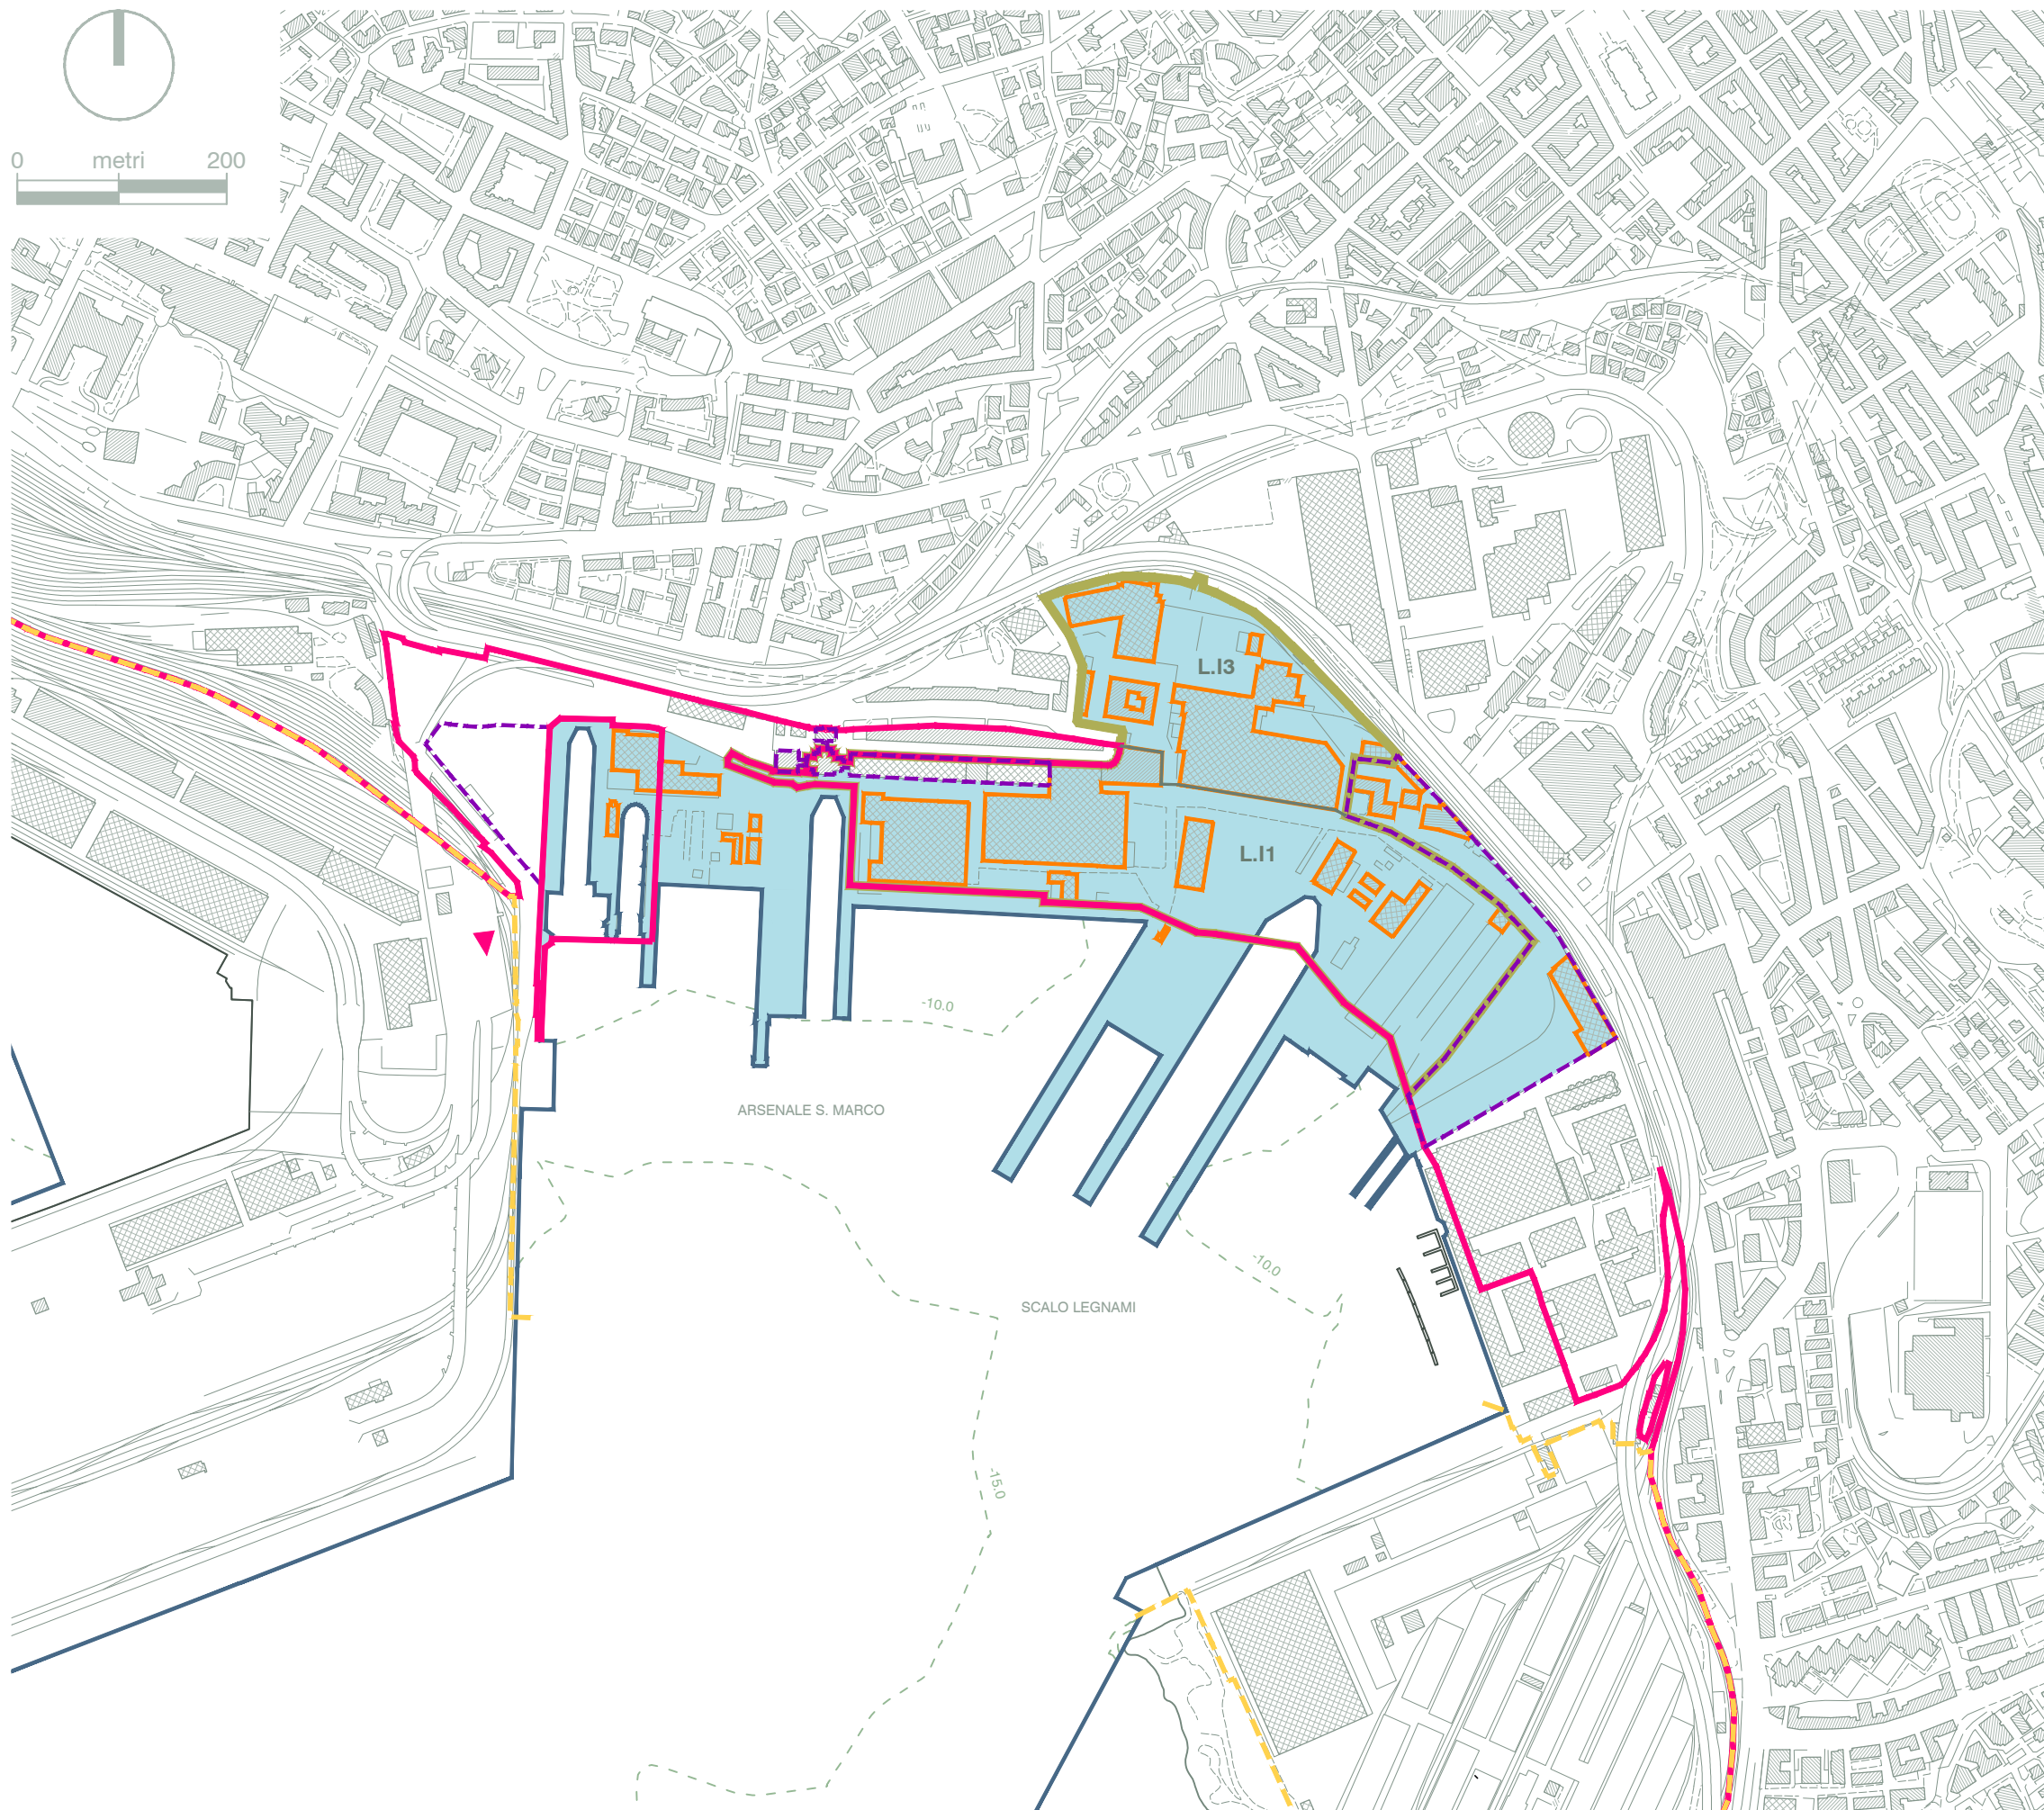 0 metri 200
L.I3
L.I1
-10.0
ARSENALE S. MARCO
-10.0
SCALO LEGNAMI
-15.0